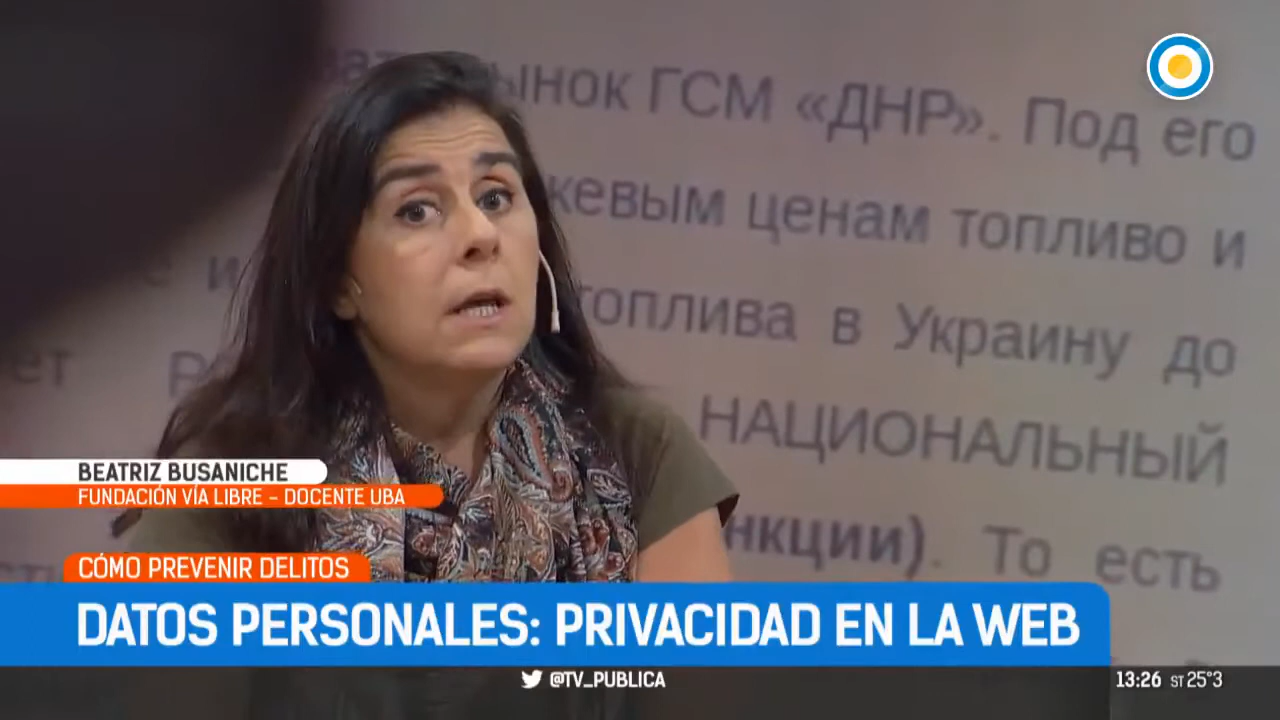 ынок ГСМ «ДНР». Под его
жевым ценам топливо и
топлива в Украину до
НАЦИОНАЛЬНЫЙ
нкции). То есть
BEATRIZ BUSANICHE
FUNDACIÓN VÍA LIBRE – DOCENTE UBA
CÓMO PREVENIR DELITOS
DATOS PERSONALES: PRIVACIDAD EN LA WEB
@TV_PUBLICA
13:26 ST 25°3